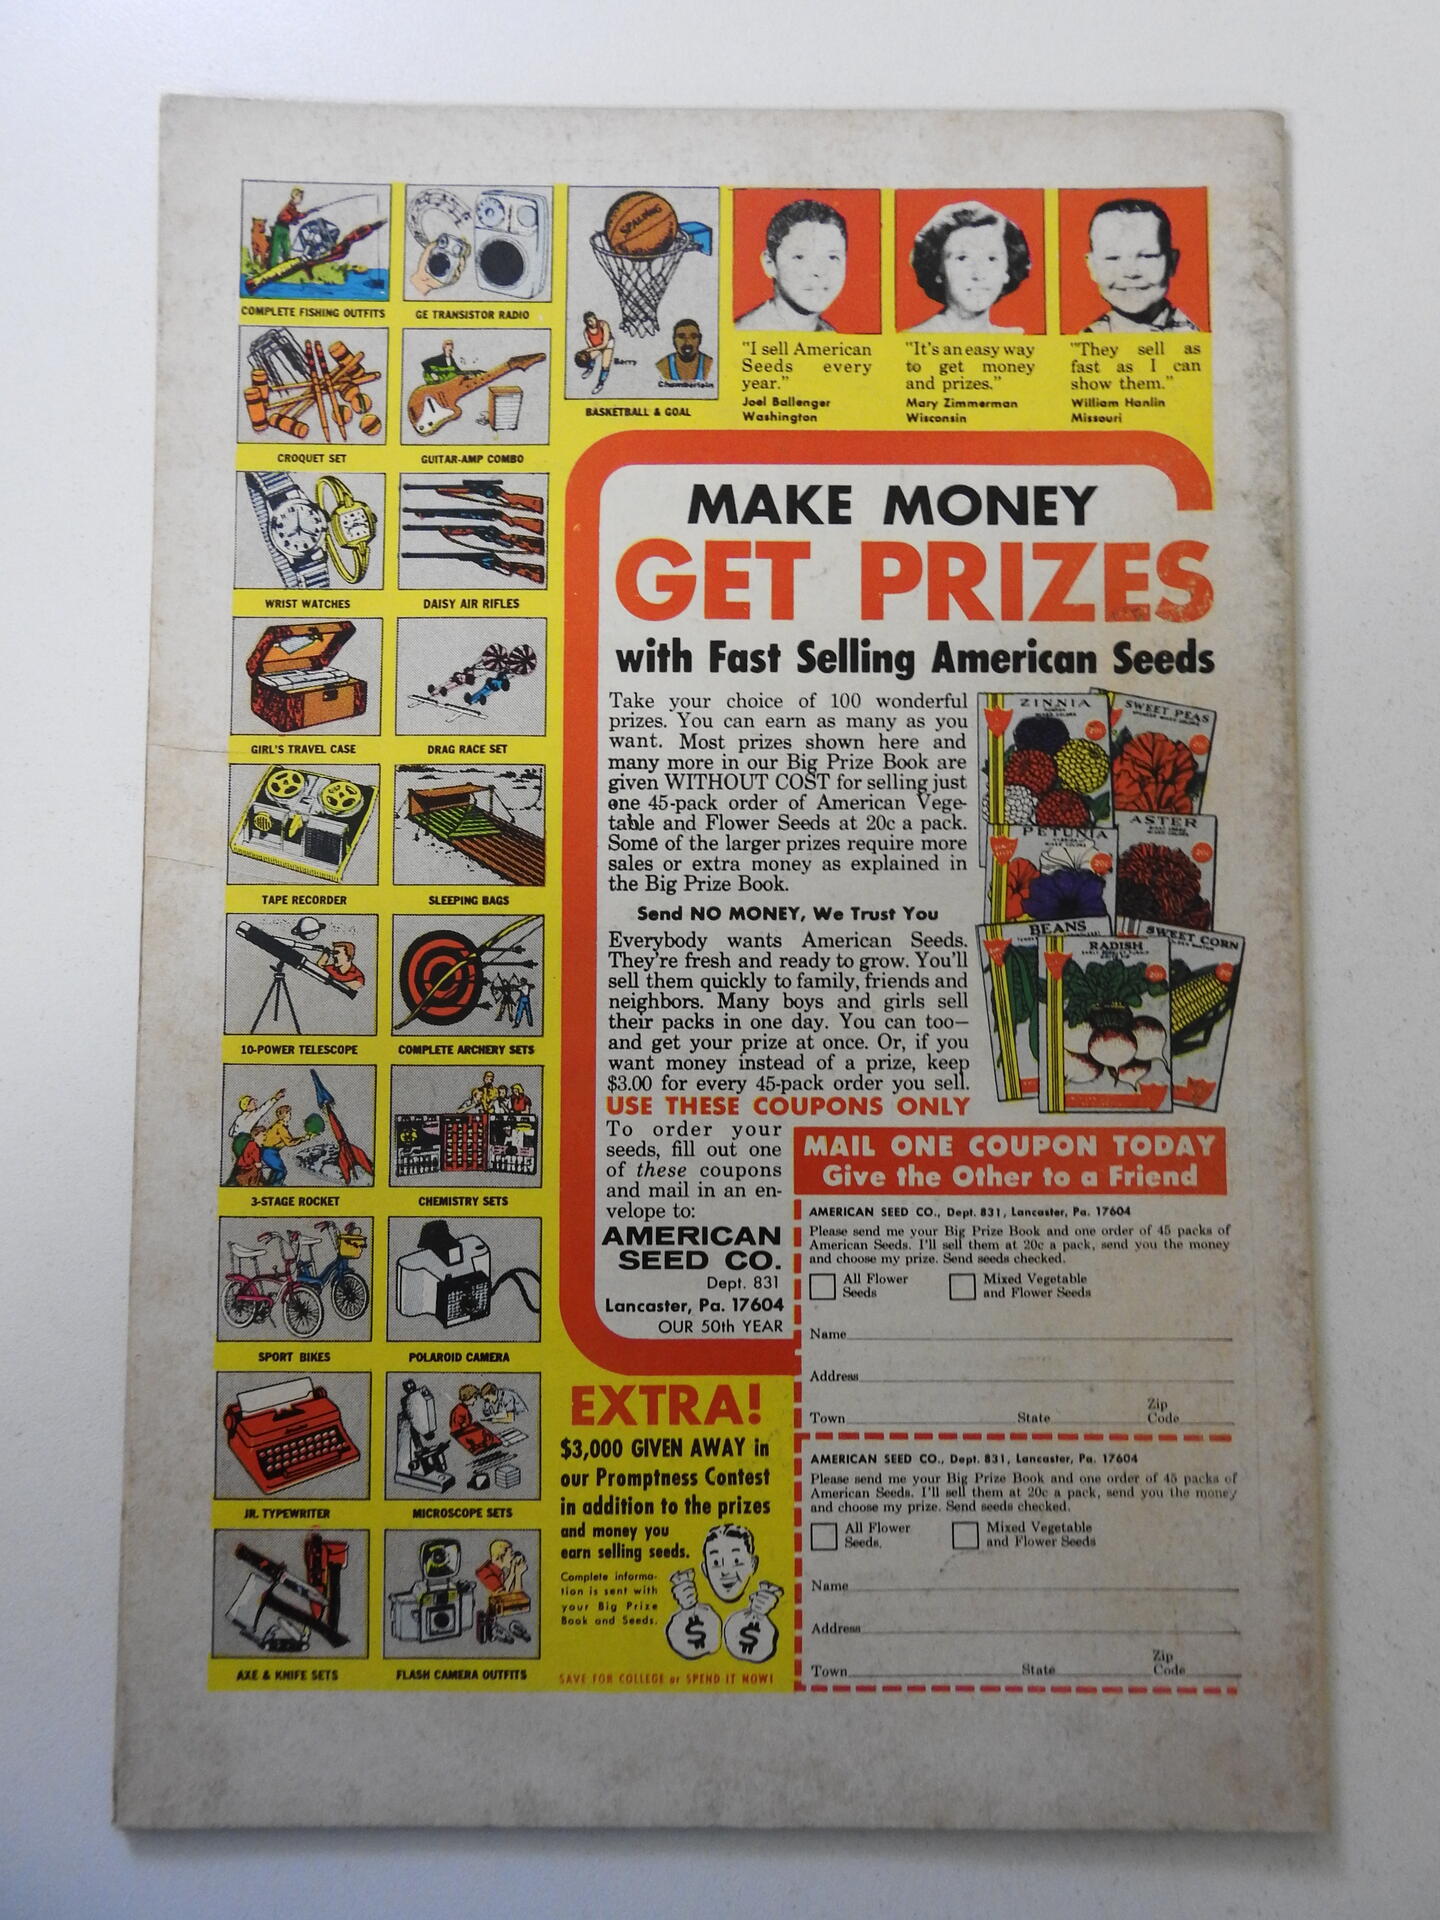 COMPLETE FISHING OUTFITS
GE TRANSISTOR RADIO
SPALDING
Barry
Chamberlain
BASKETBALL & GOAL
CROQUET SET
GUITAR-AMP COMBO
WRIST WATCHES
DAISY AIR RIFLES
GIRL'S TRAVEL CASE
DRAG RACE SET
TAPE RECORDER
SLEEPING BAGS
10-POWER TELESCOPE
COMPLETE ARCHERY SETS
3-STAGE ROCKET
CHEMISTRY SETS
SPORT BIKES
POLAROID CAMERA
JR. TYPEWRITER
MICROSCOPE SETS
AXE & KNIFE SETS
FLASH CAMERA OUTFITS
"I sell American
Seeds every
year."
Joel Ballenger
Washington
"It's an easy way
to get money
and prizes."
Mary Zimmerman
Wisconsin
"They sell as
fast as I can
show them."
William Hanlin
Missouri
MAKE MONEY
GET PRIZES
with Fast Selling American Seeds
Take your choice of 100 wonderful
prizes. You can earn as many as you
want. Most prizes shown here and
many more in our Big Prize Book are
given WITHOUT COST for selling just
one 45-pack order of American Vege-
table and Flower Seeds at 20c a pack.
Some of the larger prizes require more
sales or extra money as explained in
the Big Prize Book.
Send NO MONEY, We Trust You
Everybody wants American Seeds.
They're fresh and ready to grow. You'll
sell them quickly to family, friends and
neighbors. Many boys and girls sell
their packs in one day. You can too—
and get your prize at once. Or, if you
want money instead of a prize, keep
$3.00 for every 45-pack order you sell.
USE THESE COUPONS ONLY
To order your
seeds, fill out one
of these coupons
and mail in an en-
velope to:
AMERICAN
SEED CO.
Dept. 831
Lancaster, Pa. 17604
OUR 50th YEAR
ZINNIA
MIXED COLORS
20c
SWEET PEAS
20c
PETUNIA
MIXED COLORS
20c
ASTER
MIXED COLORS
20c
BEANS
RADISH
20c
SWEET CORN
20c
MAIL ONE COUPON TODAY
Give the Other to a Friend
AMERICAN SEED CO., Dept. 831, Lancaster, Pa. 17604
Please send me your Big Prize Book and one order of 45 packs of
American Seeds. I'll sell them at 20c a pack, send you the money
and choose my prize. Send seeds checked.
All Flower
Seeds
Mixed Vegetable
and Flower Seeds
Name
Address
Town State Zip Code
AMERICAN SEED CO., Dept. 831, Lancaster, Pa. 17604
Please send me your Big Prize Book and one order of 45 packs of
American Seeds. I'll sell them at 20c a pack, send you the money
and choose my prize. Send seeds checked.
All Flower
Seeds.
Mixed Vegetable
and Flower Seeds
Name
Address
Town State Zip Code
EXTRA!
$3,000 GIVEN AWAY in
our Promptness Contest
in addition to the prizes
and money you
earn selling seeds.
Complete informa-
tion is sent with
your Big Prize
Book and Seeds.
$ $
SAVE FOR COLLEGE or SPEND IT NOW!